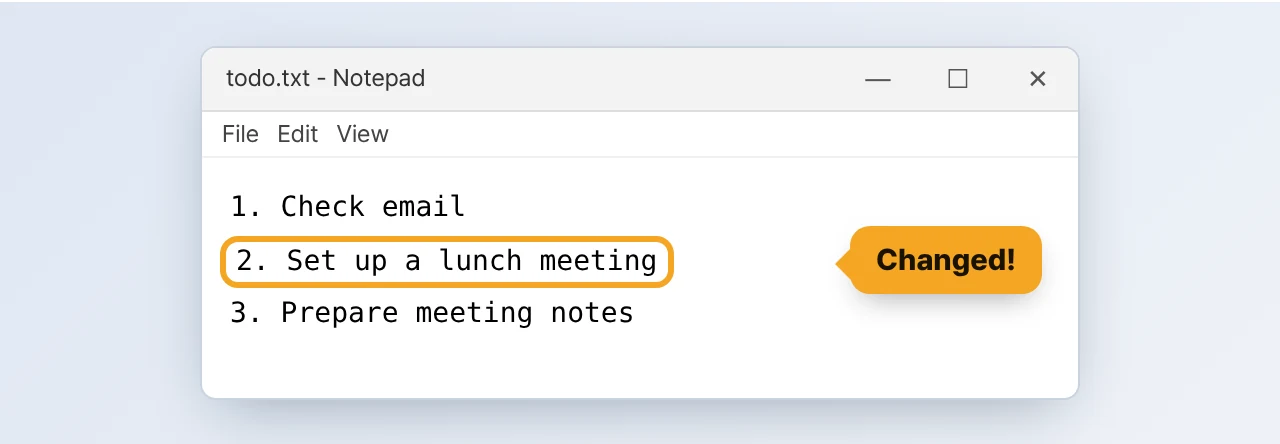 todo.txt - Notepad
File Edit View
1. Check email
2. Set up a lunch meeting
Changed!
3. Prepare meeting notes